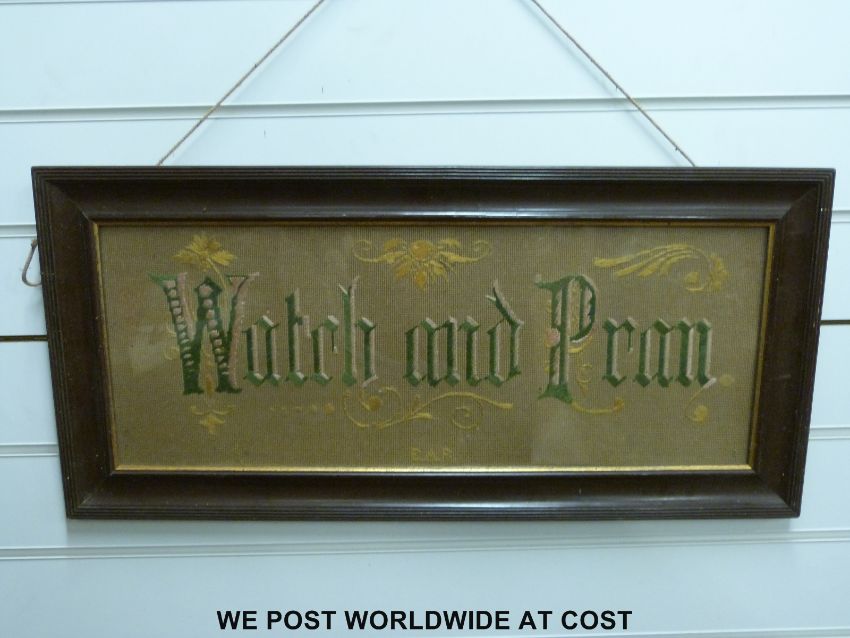 Watch and Pray.
E.A.P.
WE POST WORLDWIDE AT COST